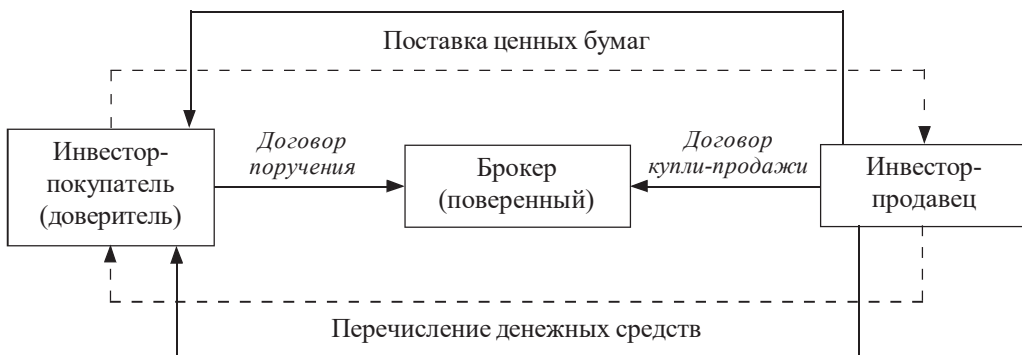 Поставка ценных бумаг
Инвестор-
покупатель
(доверитель)
Договор
поручения
Брокер
(поверенный)
Договор
купли-продажи
Инвестор-
продавец
Перечисление денежных средств